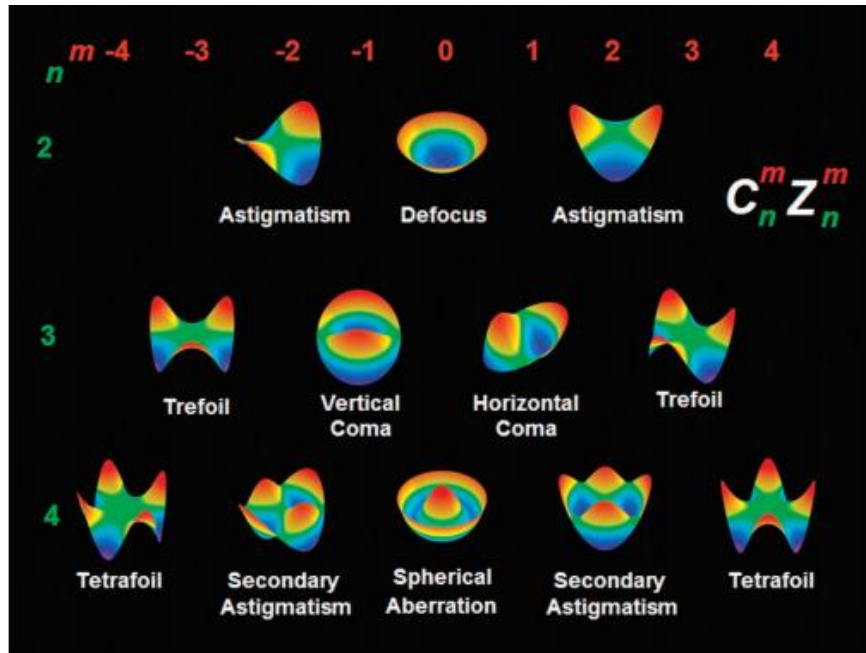 m -4 -3 -2 -1 0 1 2 3 4
n
2
Astigmatism Defocus Astigmatism
C m n Z m n
3
Trefoil Vertical Coma Horizontal Coma Trefoil
4
Tetrafoil Secondary Astigmatism Spherical Aberration Secondary Astigmatism Tetrafoil